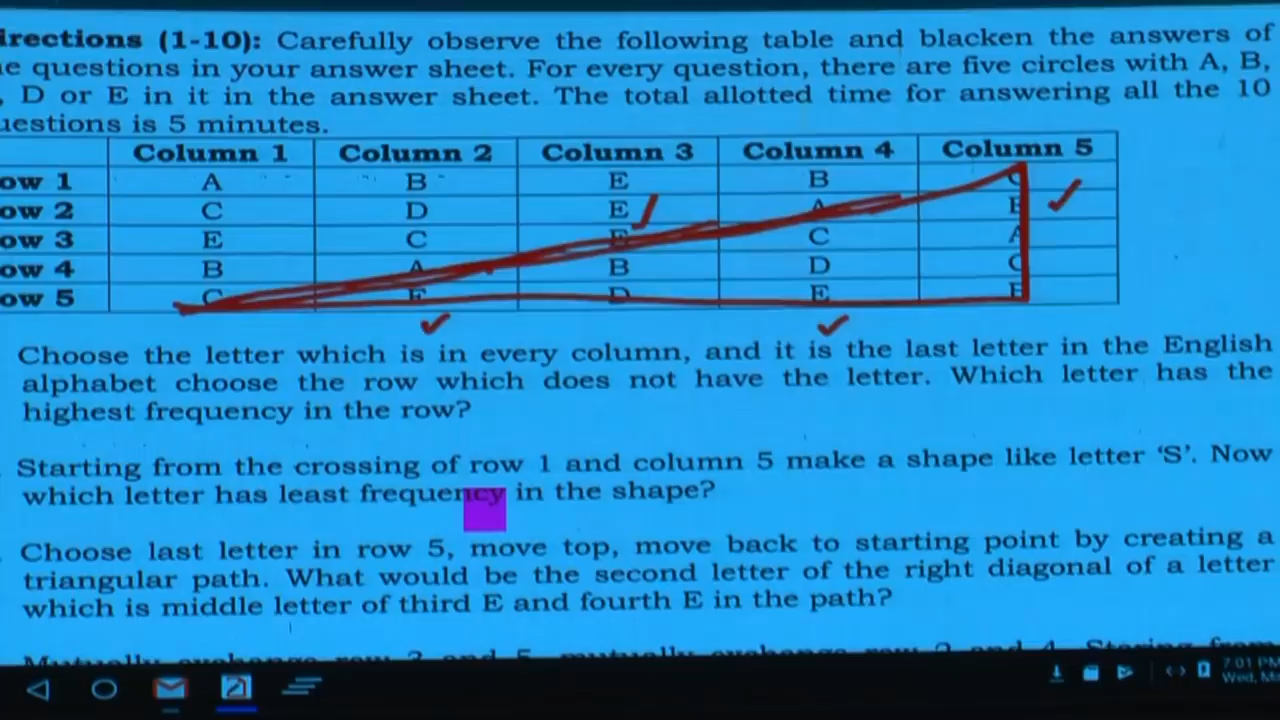 irections (1-10): Carefully observe the following table and blacken the answers of
e questions in your answer sheet. For every question, there are five circles with A, B,
, D or E in it in the answer sheet. The total allotted time for answering all the 10
uestions is 5 minutes.
Column 1 Column 2 Column 3 Column 4 Column 5
ow 1 A B E B C
ow 2 C D E A E
ow 3 E C E C A
ow 4 B A B D C
ow 5 C E D E E
Choose the letter which is in every column, and it is the last letter in the English
alphabet choose the row which does not have the letter. Which letter has the
highest frequency in the row?
Starting from the crossing of row 1 and column 5 make a shape like letter ‘S’. Now
which letter has least frequency in the shape?
Choose last letter in row 5, move top, move back to starting point by creating a
triangular path. What would be the second letter of the right diagonal of a letter
which is middle letter of third E and fourth E in the path?
7:01 PM